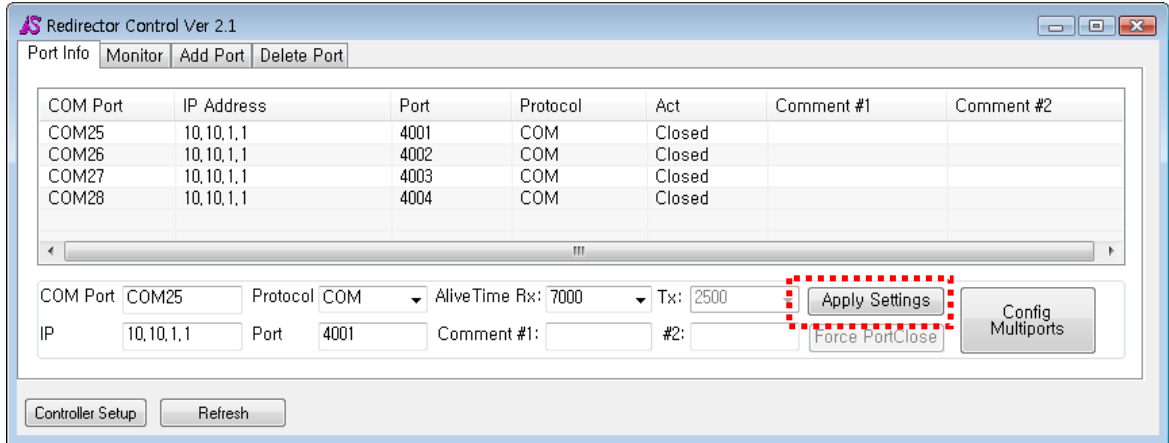 Redirector Control Ver 2.1
Port Info Monitor Add Port Delete Port
COM Port IP Address Port Protocol Act Comment #1 Comment #2
COM25 10,10,1,1 4001 COM Closed
COM26 10,10,1,1 4002 COM Closed
COM27 10,10,1,1 4003 COM Closed
COM28 10,10,1,1 4004 COM Closed
COM Port COM25 Protocol COM AliveTime Rx: 7000 Tx: 2500 Apply Settings
IP 10,10,1,1 Port 4001 Comment #1: #2: Force PortClose
Config
Multiports
Controller Setup Refresh